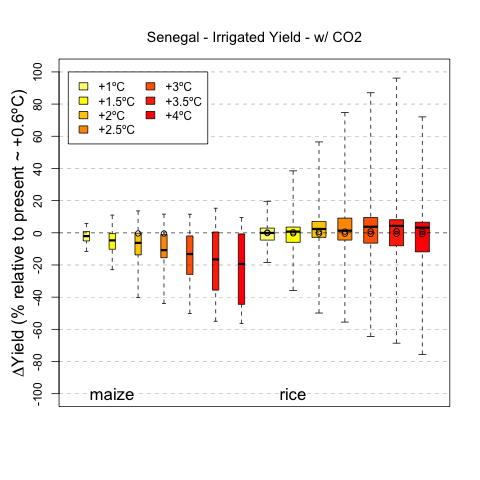 Senegal - Irrigated Yield - w/ CO2
ΔYield (% relative to present ~ +0.6ºC)
100
80
60
40
20
0
-20
-40
-60
-80
-100
+1ºC
+1.5ºC
+2ºC
+2.5ºC
+3ºC
+3.5ºC
+4ºC
maize
rice